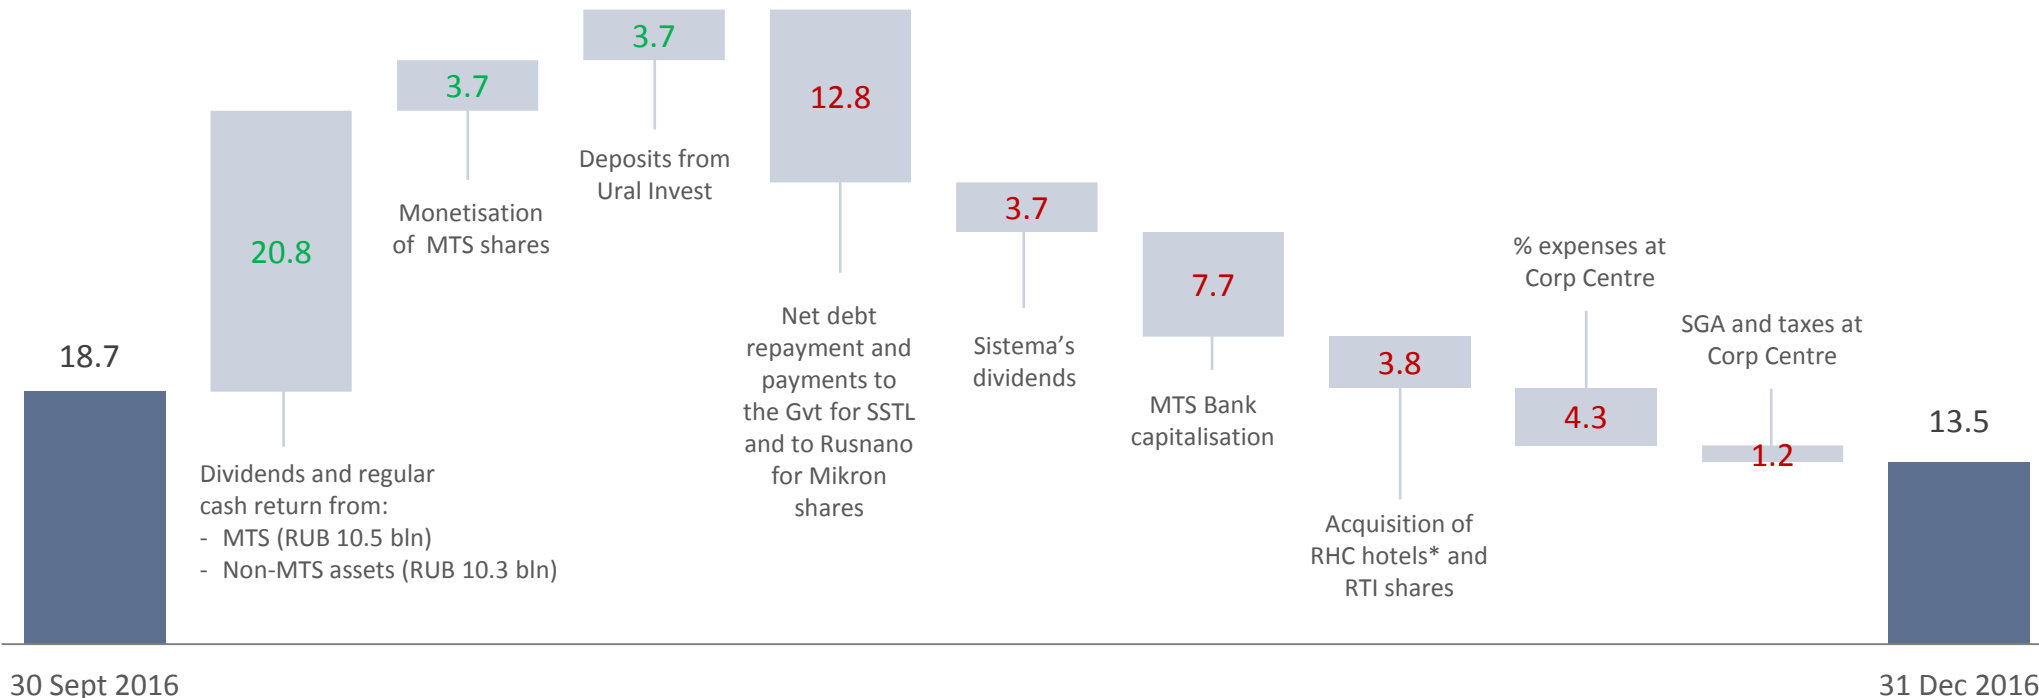 18.7
30 Sept 2016
20.8
Dividends and regular
cash return from:
- MTS (RUB 10.5 bln)
- Non-MTS assets (RUB 10.3 bln)
3.7
Monetisation
of MTS shares
3.7
Deposits from
Ural Invest
12.8
Net debt
repayment and
payments to
the Gvt for SSTL
and to Rusnano
for Mikron
shares
3.7
Sistema’s
dividends
7.7
MTS Bank
capitalisation
3.8
Acquisition of
RHC hotels* and
RTI shares
% expenses at
Corp Centre
4.3
SGA and taxes at
Corp Centre
1.2
13.5
31 Dec 2016